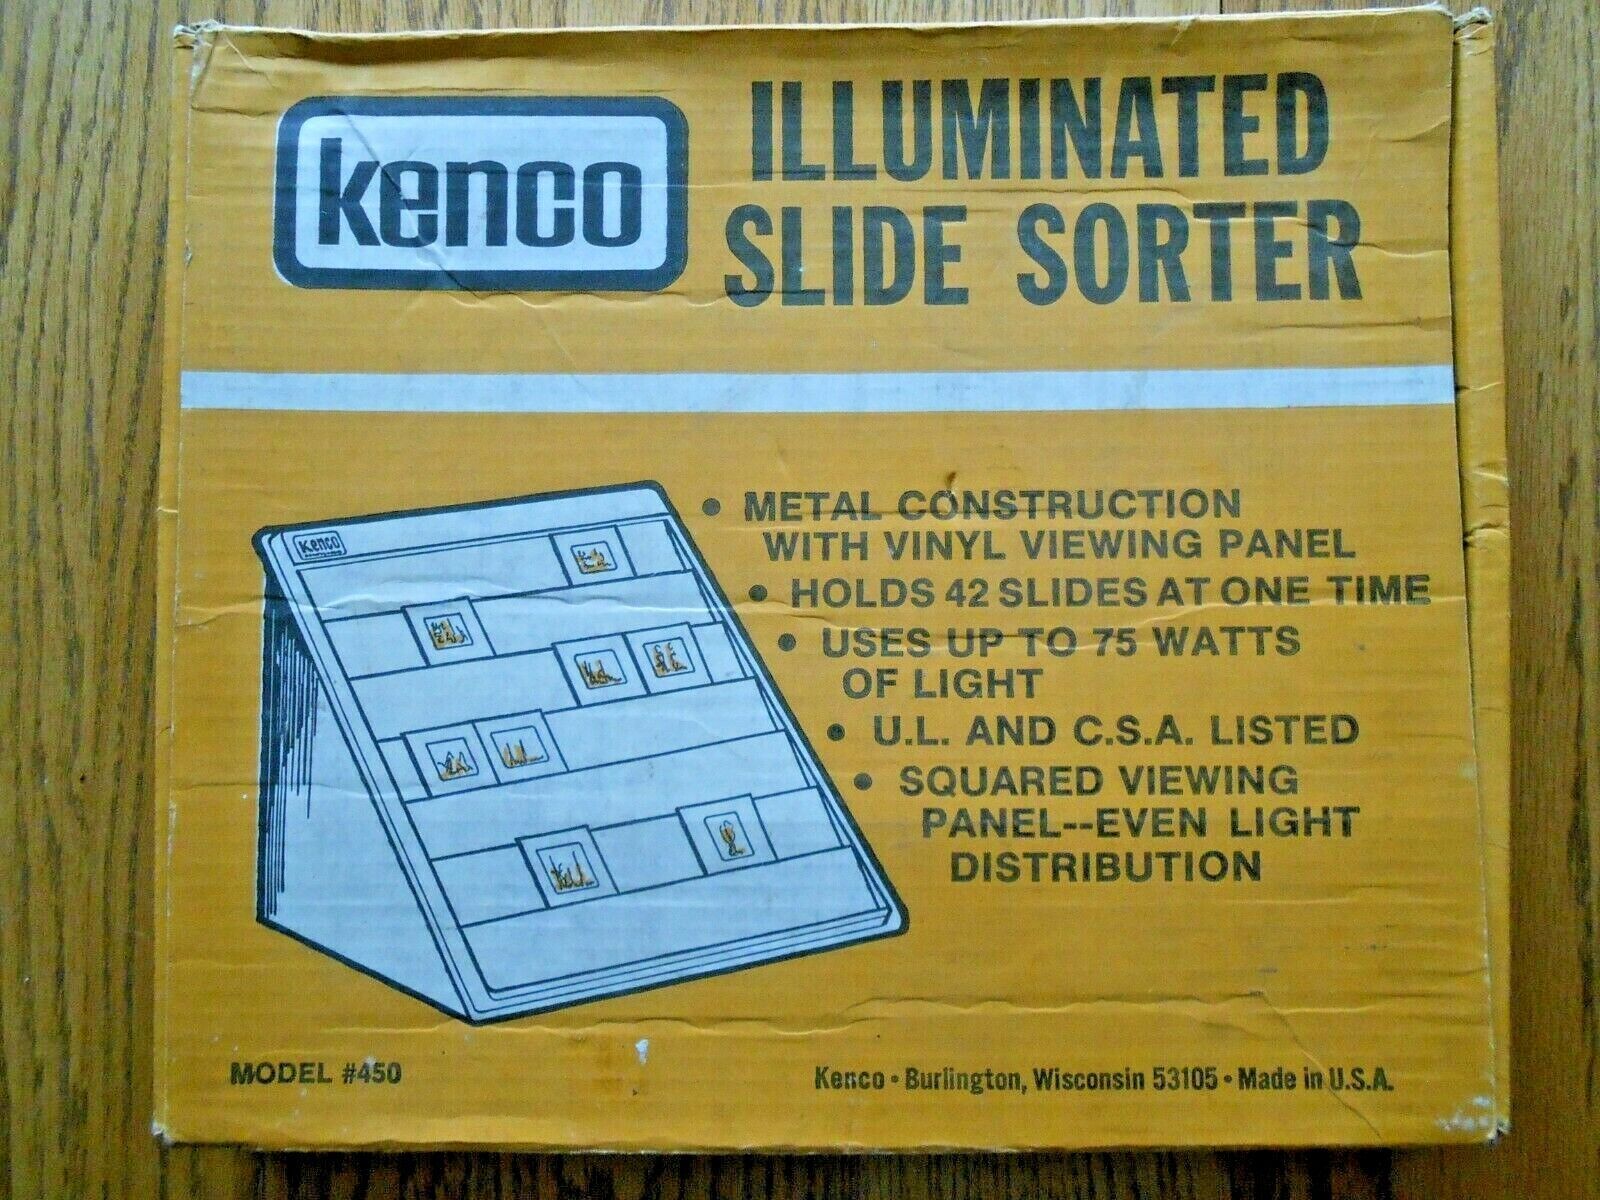 kenco
ILLUMINATED
SLIDE SORTER
kenco
• METAL CONSTRUCTION
WITH VINYL VIEWING PANEL
• HOLDS 42 SLIDES AT ONE TIME
• USES UP TO 75 WATTS
OF LIGHT
• U.L. AND C.S.A. LISTED
• SQUARED VIEWING
PANEL--EVEN LIGHT
DISTRIBUTION
MODEL #450
Kenco • Burlington, Wisconsin 53105 • Made in U.S.A.